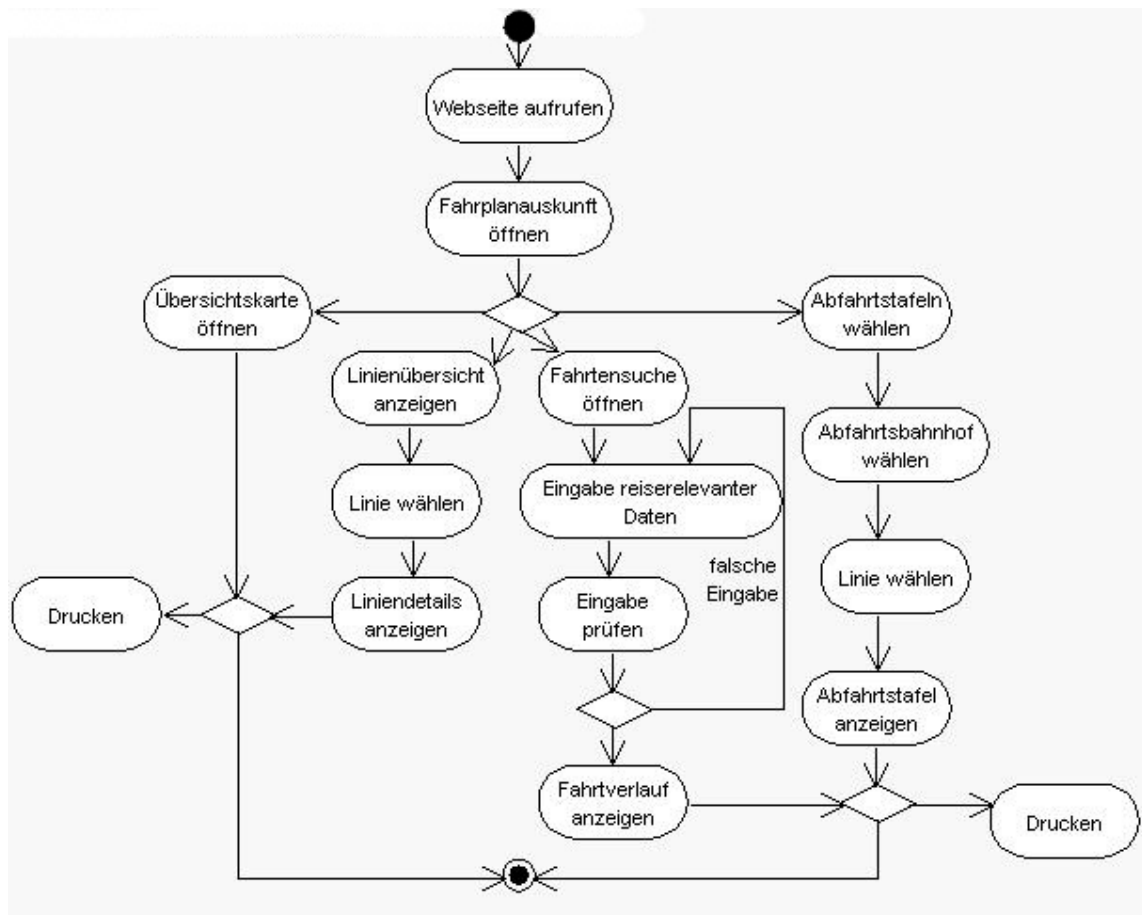 Webseite aufrufen
Fahrplanauskunft
öffnen
Übersichtskarte
öffnen
Abfahrtstafeln
wählen
Linienübersicht
anzeigen
Fahrtensuche
öffnen
Abfahrtsbahnhof
wählen
Linie wählen
Eingabe reiserelevanter
Daten
falsche
Eingabe
Linie wählen
Drucken
Liniendetails
anzeigen
Eingabe
prüfen
Abfahrtstafel
anzeigen
Fahrtverlauf
anzeigen
Drucken